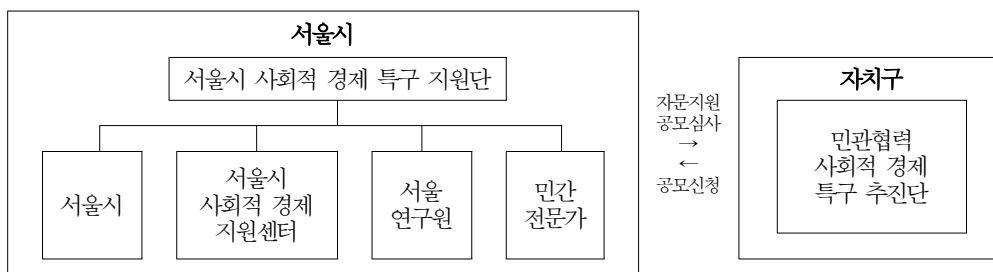 서울시
서울시 사회적 경제 특구 지원단
서울시
서울시
사회적 경제
지원센터
서울
연구원
민간
전문가
자문지원
공모심사
→
←
공모신청
자치구
민관협력
사회적 경제
특구 추진단